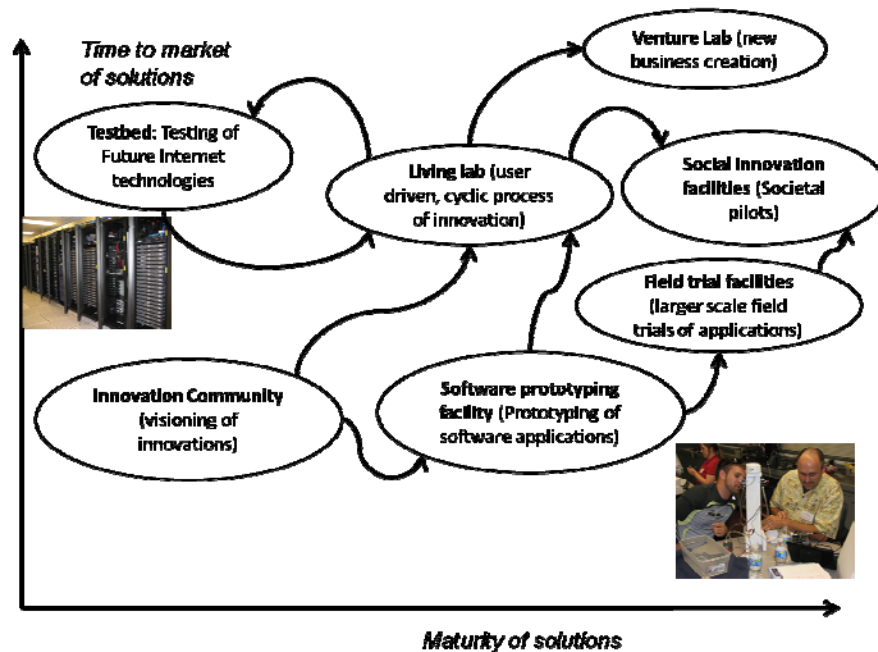 Time to market
of solutions
Venture Lab (new
business creation)
Testbed: Testing of
Future Internet
technologies
Living lab (user
driven, cyclic process
of innovation)
Social innovation
facilities (Societal
pilots)
Field trial facilities
(larger scale field
trials of applications)
Innovation Community
(visioning of
innovations)
Software prototyping
facility (Prototyping of
software applications)
Maturity of solutions